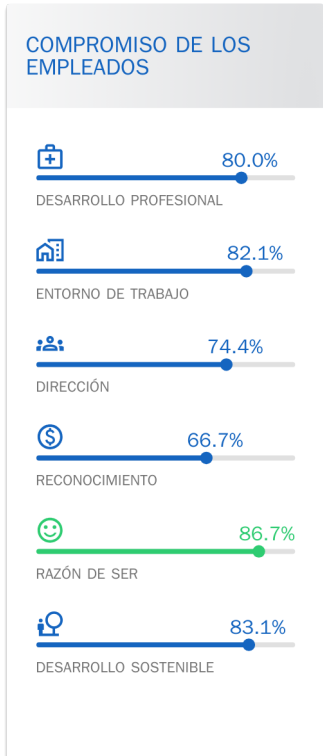 COMPROMISO DE LOS
EMPLEADOS
80.0%
DESARROLLO PROFESIONAL
82.1%
ENTORNO DE TRABAJO
74.4%
DIRECCIÓN
$
66.7%
RECONOCIMIENTO
86.7%
RAZÓN DE SER
83.1%
DESARROLLO SOSTENIBLE